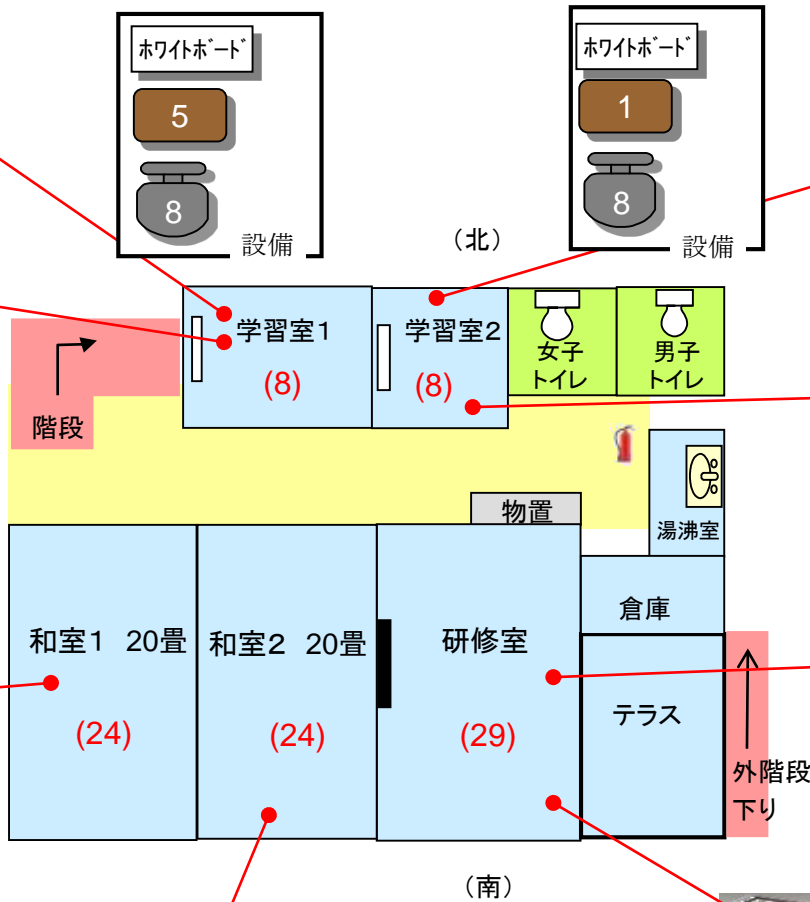 ﾎﾜｲﾄﾎﾞｰﾄﾞ
5
8
設備
ﾎﾜｲﾄﾎﾞｰﾄﾞ
1
8
設備
（北）
学習室１
(8)
学習室２
(8)
女子
トイレ
男子
トイレ
階段
物置
湯沸室
和室１ 20畳
(24)
和室２ 20畳
(24)
研修室
(29)
倉庫
テラス
外階段
下り
（南）